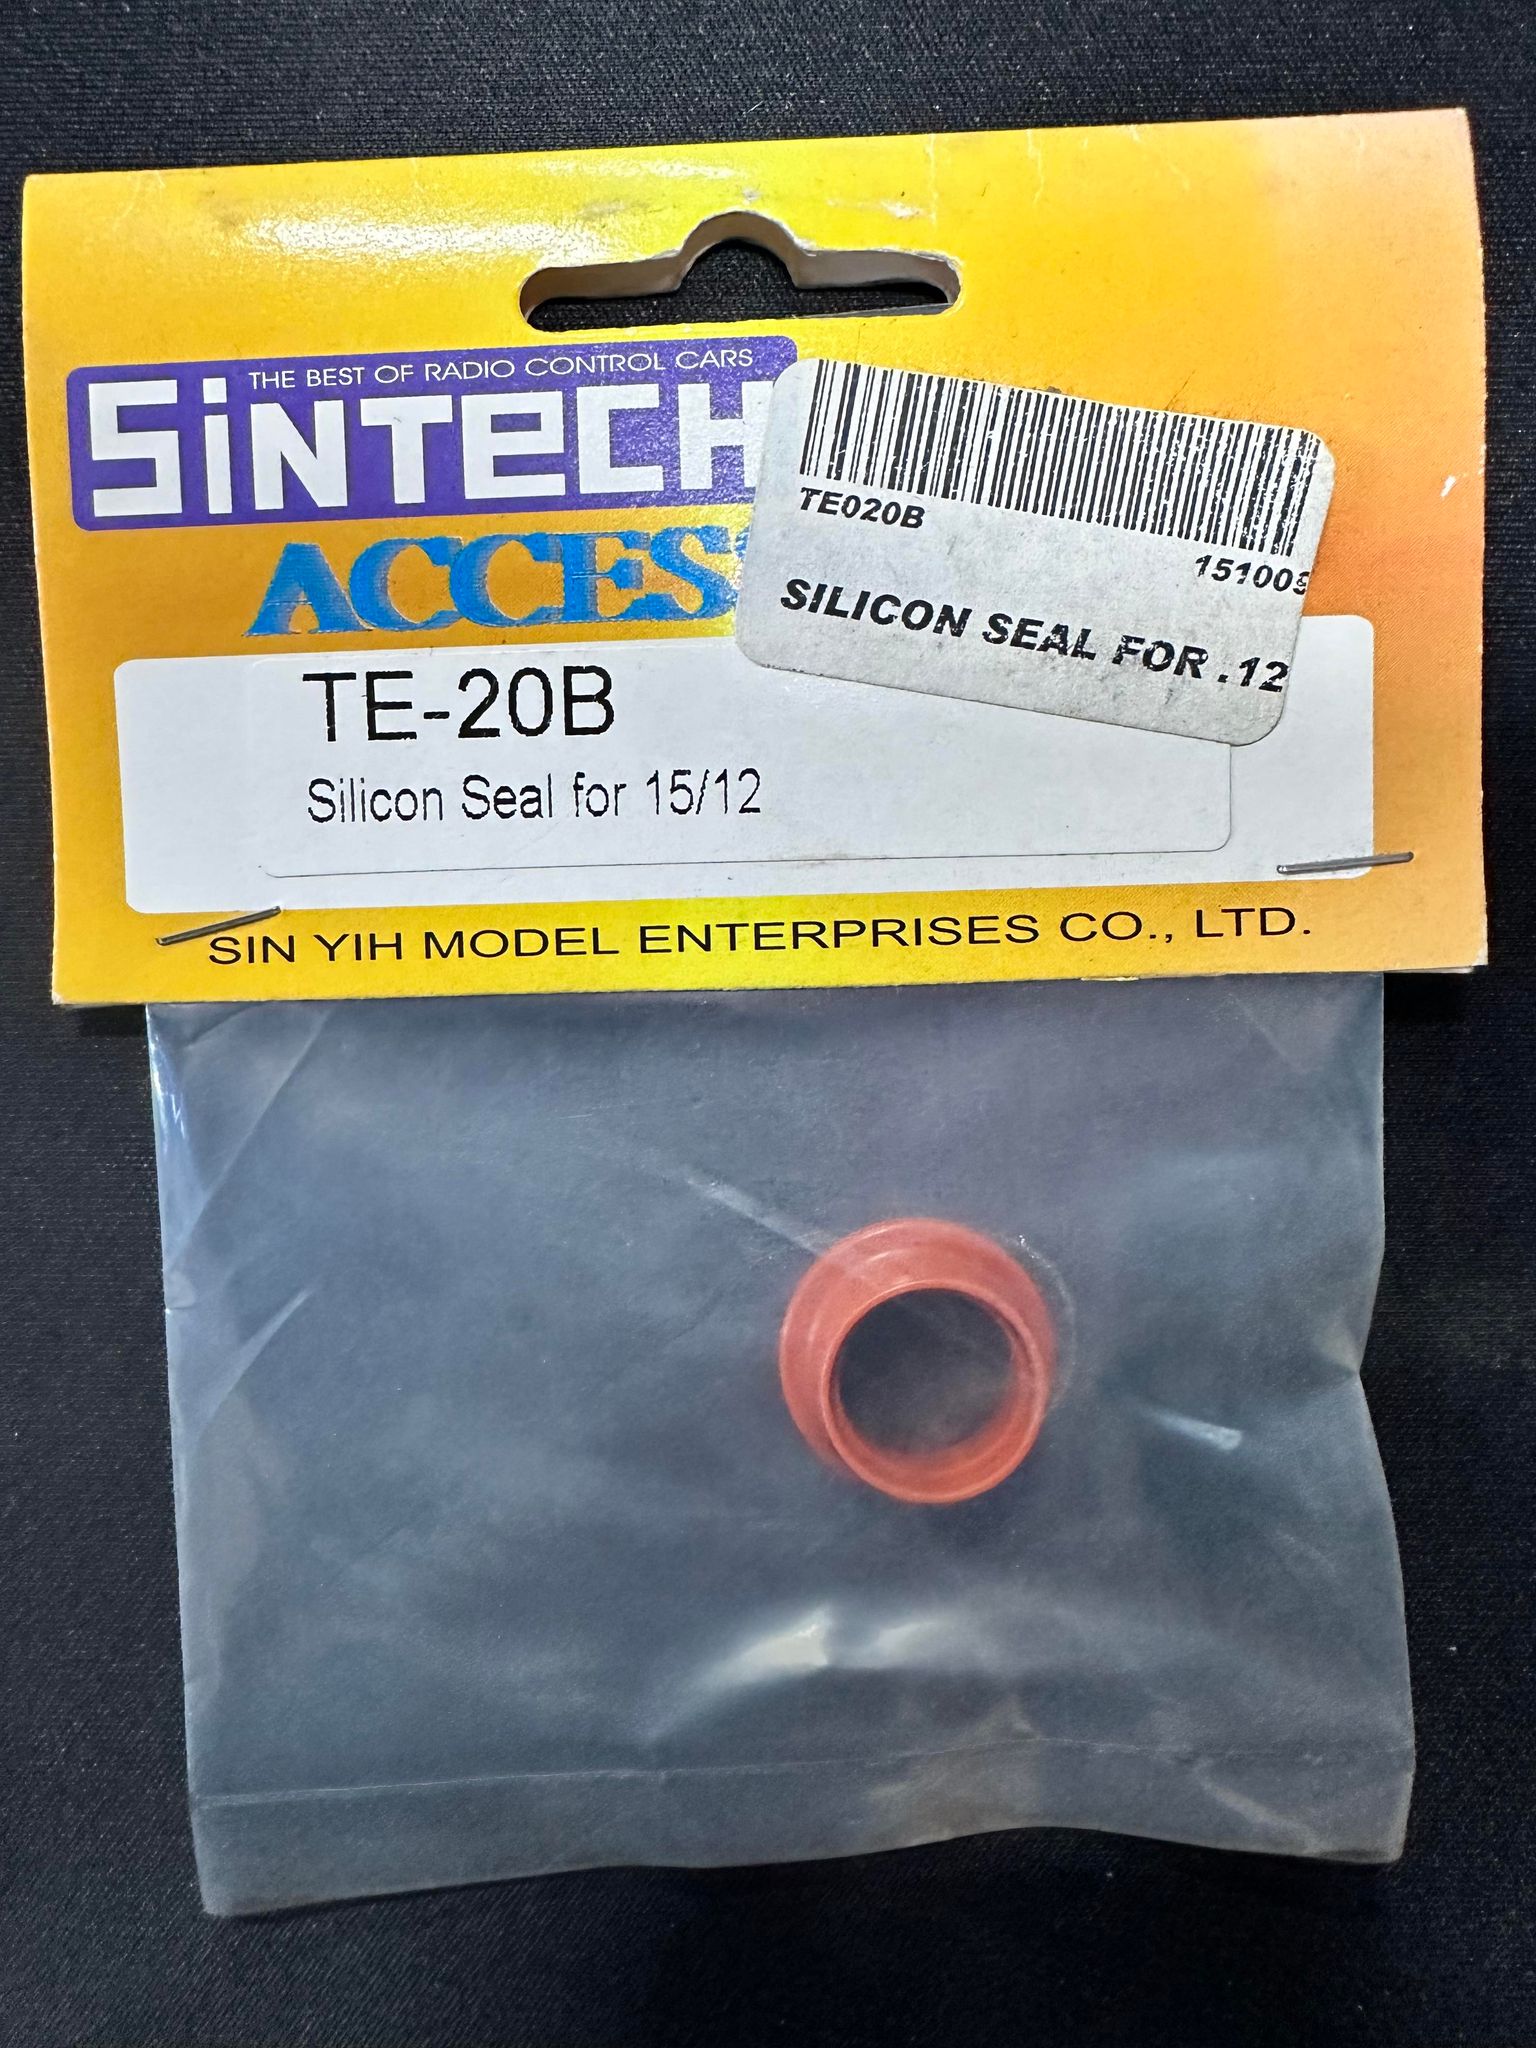 THE BEST OF RADIO CONTROL CARS
SiNTECH
ACCES
TE020B
151009
SILICON SEAL FOR .12
TE-20B
Silicon Seal for 15/12
SIN YIH MODEL ENTERPRISES CO., LTD.